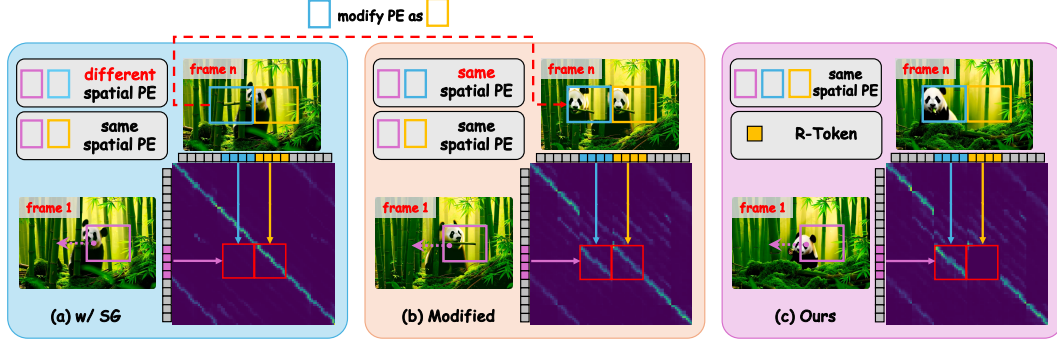 modify PE as
different
spatial PE
same
spatial PE
frame n
frame 1
(a) w/ SG
same
spatial PE
same
spatial PE
frame n
frame 1
(b) Modified
same
spatial PE
R-Token
frame n
frame 1
(c) Ours